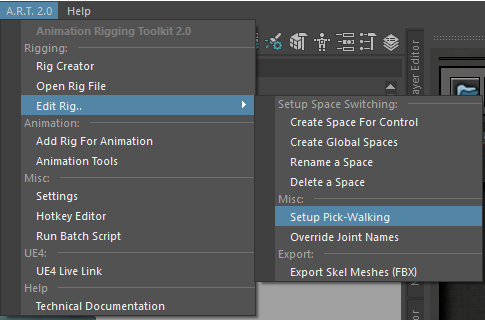 A.R.T. 2.0 Help
Animation Rigging Toolkit 2.0
Rigging:
Rig Creator
Open Rig File
Edit Rig..
Animation:
Add Rig For Animation
Animation Tools
Misc:
Settings
Hotkey Editor
Run Batch Script
UE4:
UE4 Live Link
Help
Technical Documentation
Setup Space Switching:
Create Space For Control
Create Global Spaces
Rename a Space
Delete a Space
Misc:
Setup Pick-Walking
Override Joint Names
Export:
Export Skel Meshes (FBX)
ayer Editor